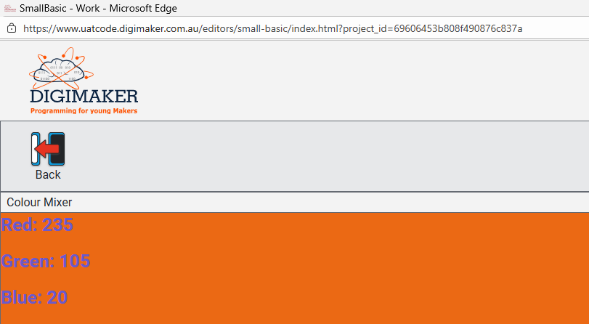 SmallBasic - Work - Microsoft Edge
https://www.uatcode.digimaker.com.au/editors/small-basic/index.html?project_id=69606453b808f490876c837a
DIGIMAKER
Programming for young Makers
Back
Colour Mixer
Red: 235
Green: 105
Blue: 20